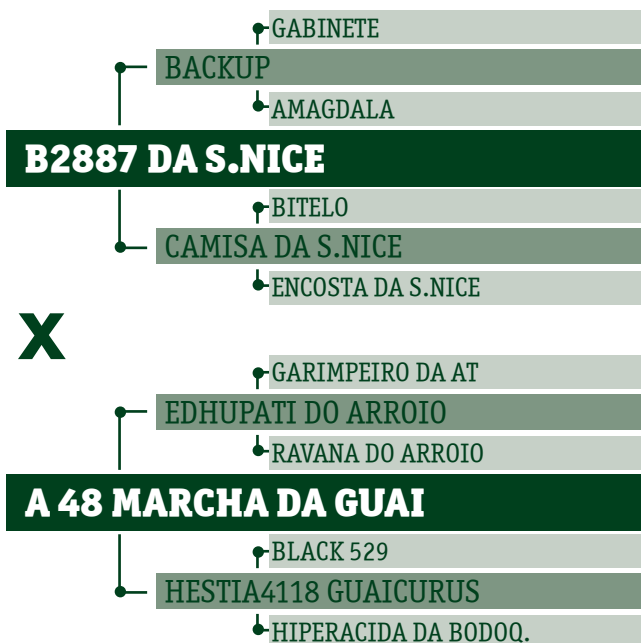 GABINETE
BACKUP
AMAGDALA
B2887 DA S.NICE
BITELO
CAMISA DA S.NICE
ENCOSTA DA S.NICE
X
GARIMPEIRO DA AT
EDHUPATI DO ARROIO
RAVANA DO ARROIO
A 48 MARCHA DA GUAI
BLACK 529
HESTIA4118 GUAICURUS
HIPERACIDA DA BODOQ.